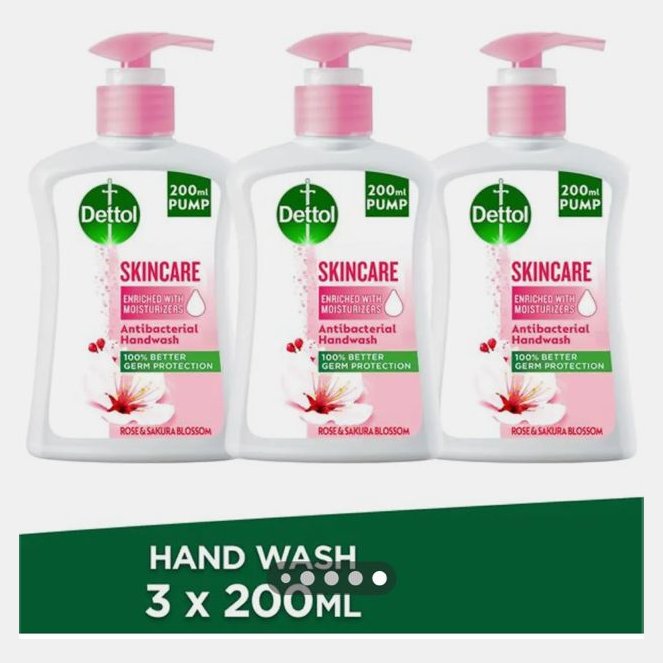 Dettol
200ml
PUMP
SKINCARE
ENRICHED WITH
MOISTURIZERS
Antibacterial
Handwash
100% BETTER
GERM PROTECTION
ROSE & SAKURA BLOSSOM
Dettol
200ml
PUMP
SKINCARE
ENRICHED WITH
MOISTURIZERS
Antibacterial
Handwash
100% BETTER
GERM PROTECTION
ROSE & SAKURA BLOSSOM
Dettol
200ml
PUMP
SKINCARE
ENRICHED WITH
MOISTURIZERS
Antibacterial
Handwash
100% BETTER
GERM PROTECTION
ROSE & SAKURA BLOSSOM
HAND WASH
3 x 200ML